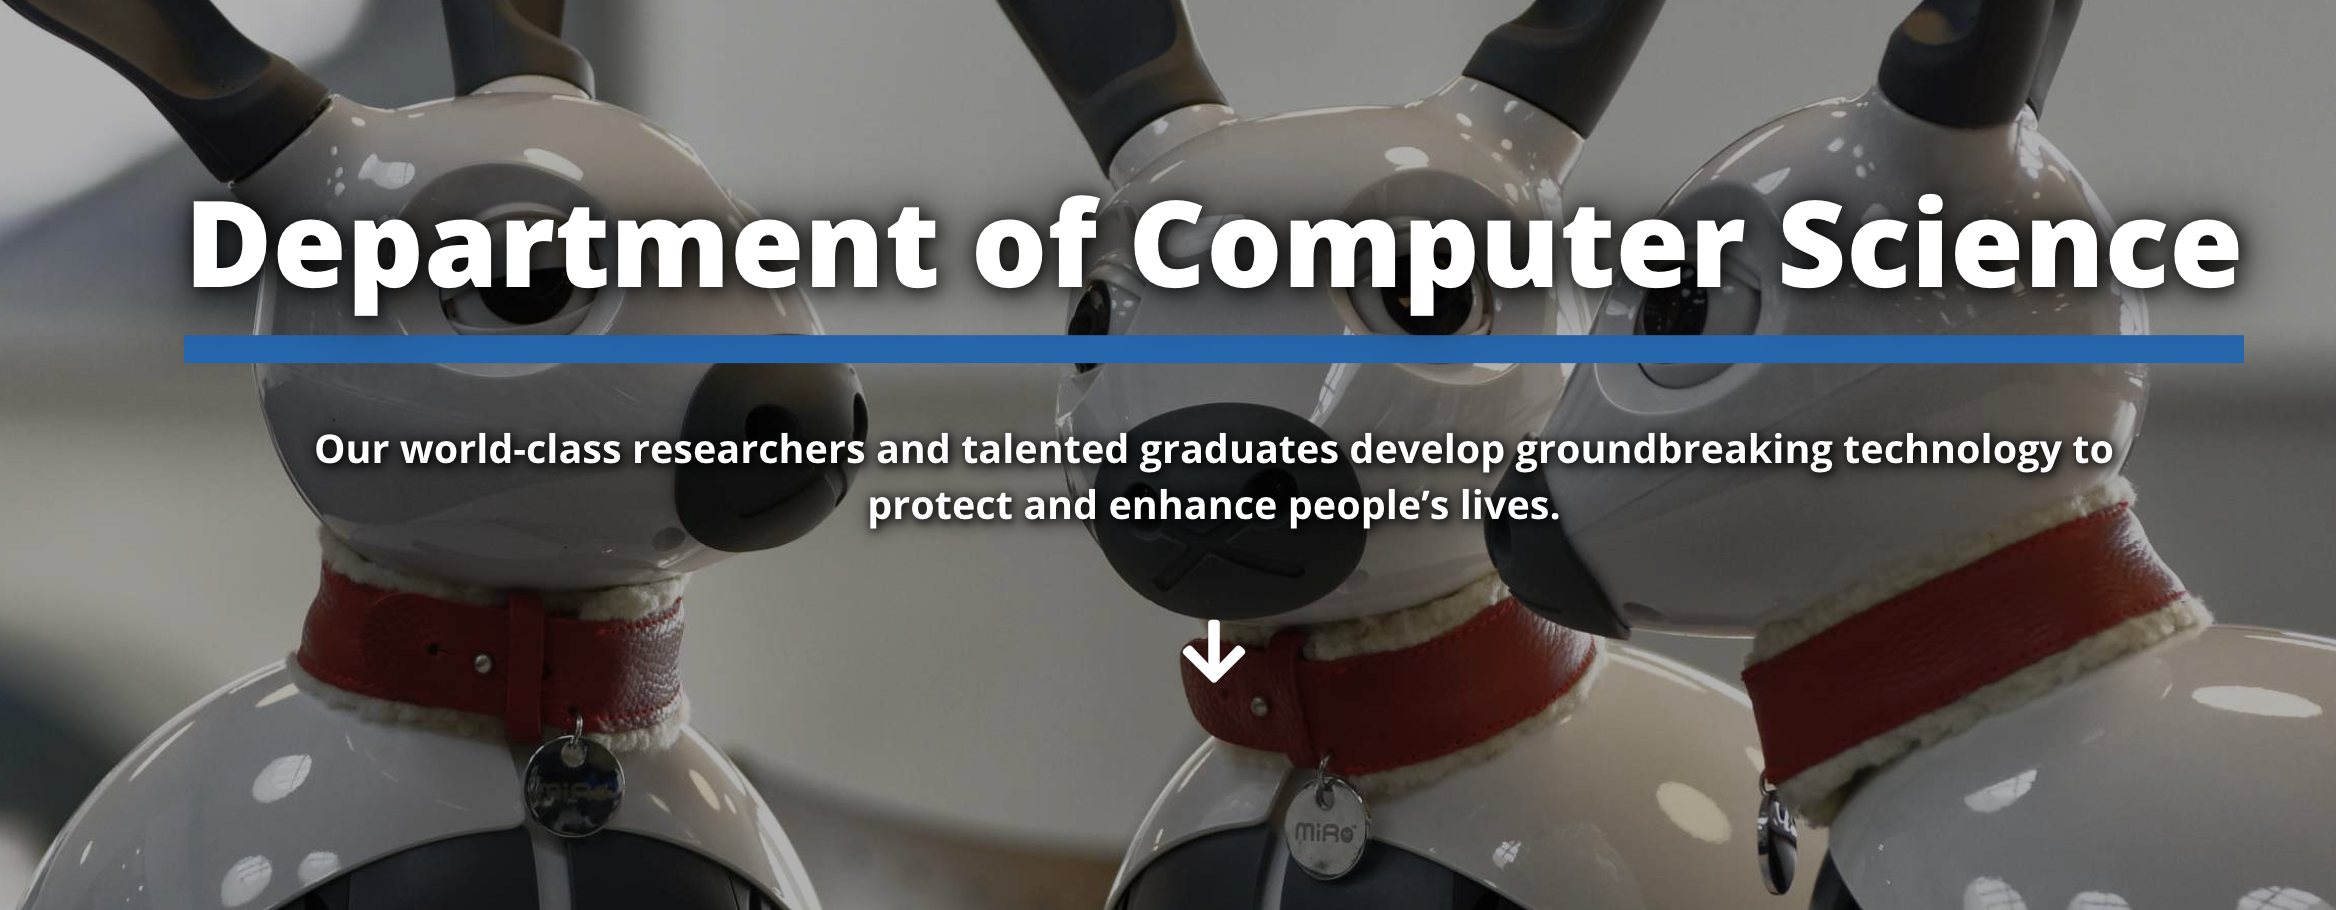 Department of Computer Science
Our world-class researchers and talented graduates develop groundbreaking technology to
protect and enhance people’s lives.
MiRo
MiRo